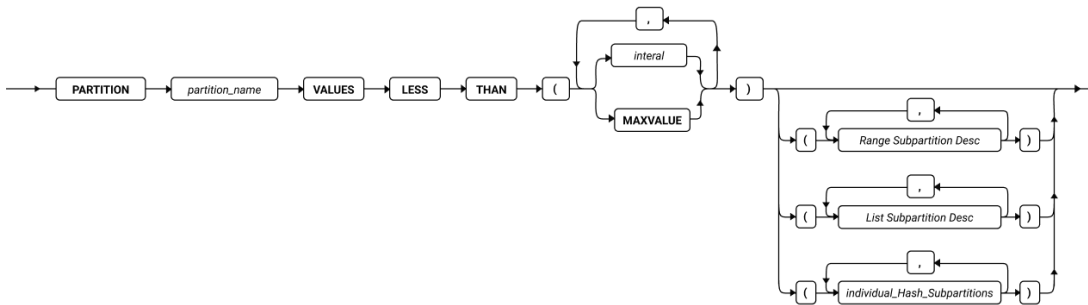 ,
interal
PARTITION partition_name VALUES LESS THAN ( )
MAXVALUE
,
( Range Subpartition Desc )
,
( List Subpartition Desc )
,
( individual_Hash_Subpartitions )